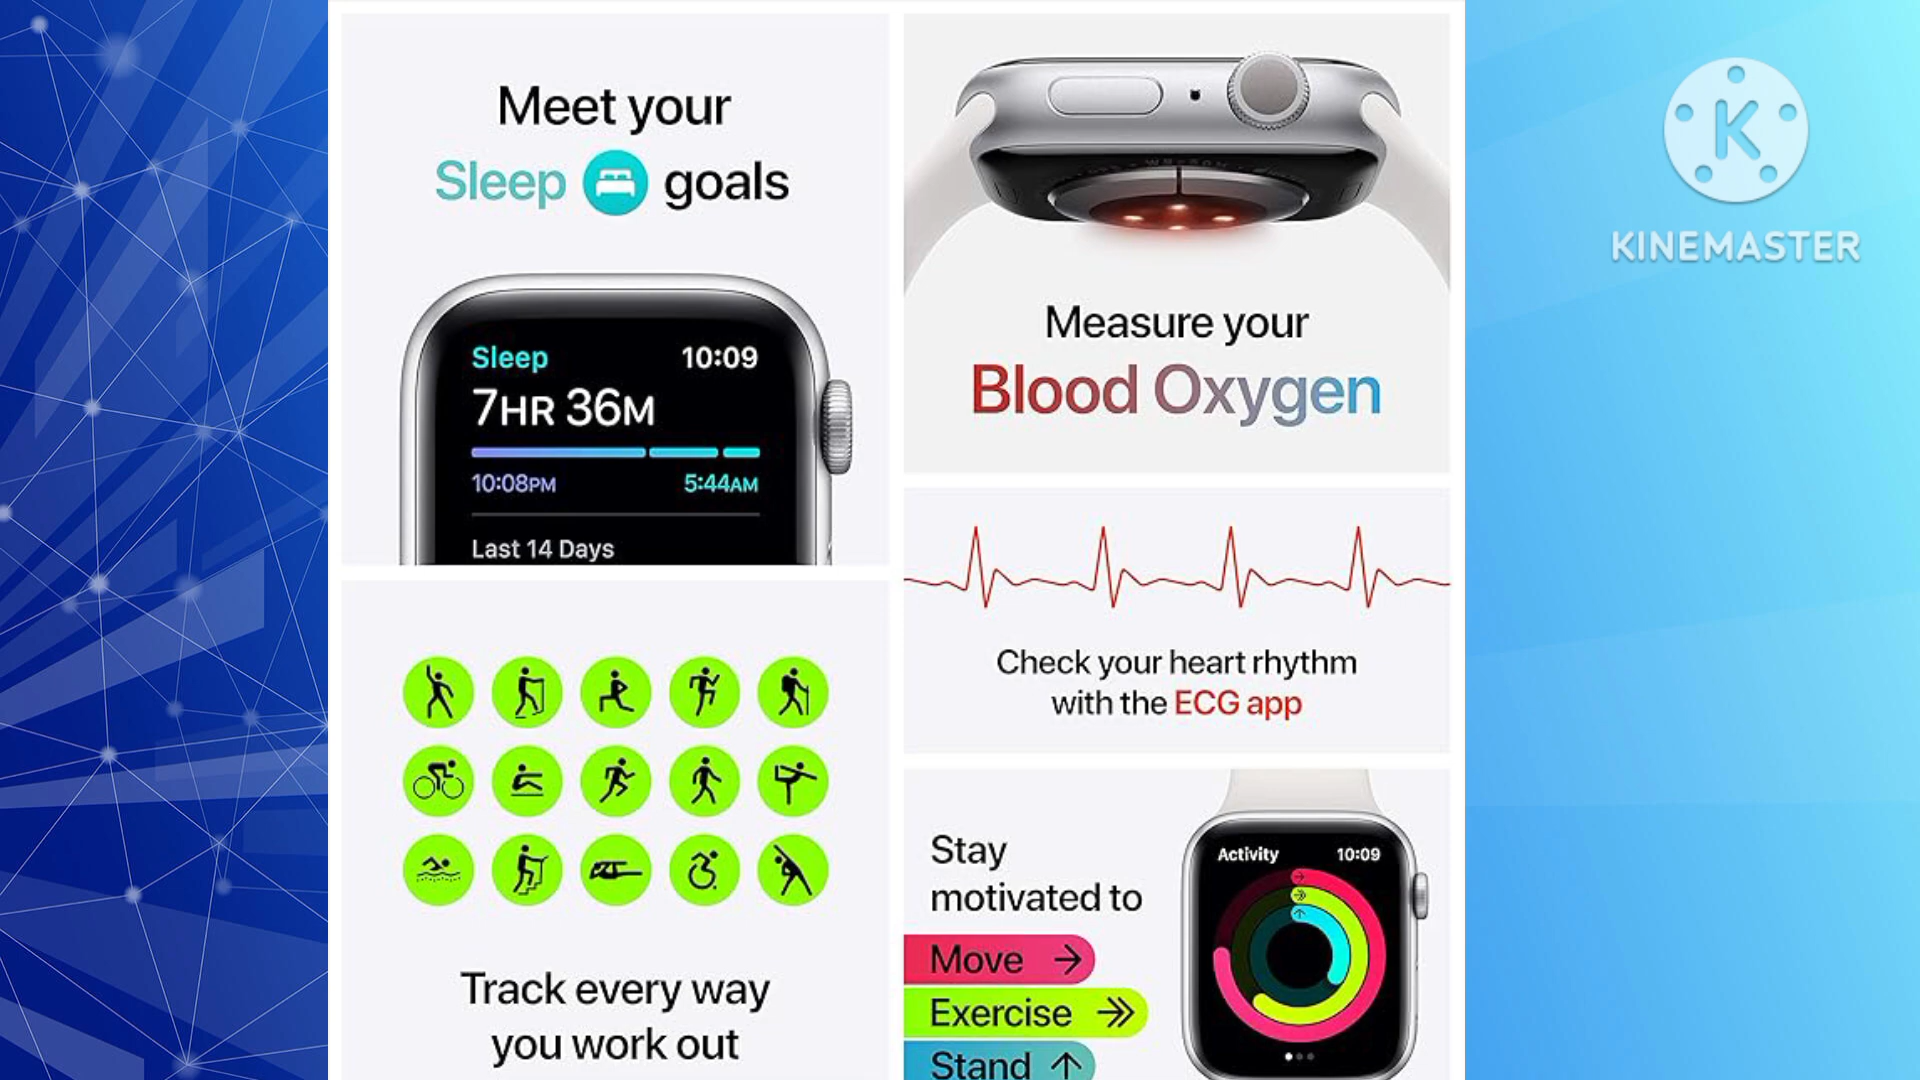 Meet your
Sleep goals
Sleep 10:09
7HR 36M
10:08PM 5:44AM
Last 14 Days
Track every way
you work out
Measure your
Blood Oxygen
Check your heart rhythm
with the ECG app
Stay
motivated to
Move
Exercise
Stand
Activity 10:09
K
KINEMASTER